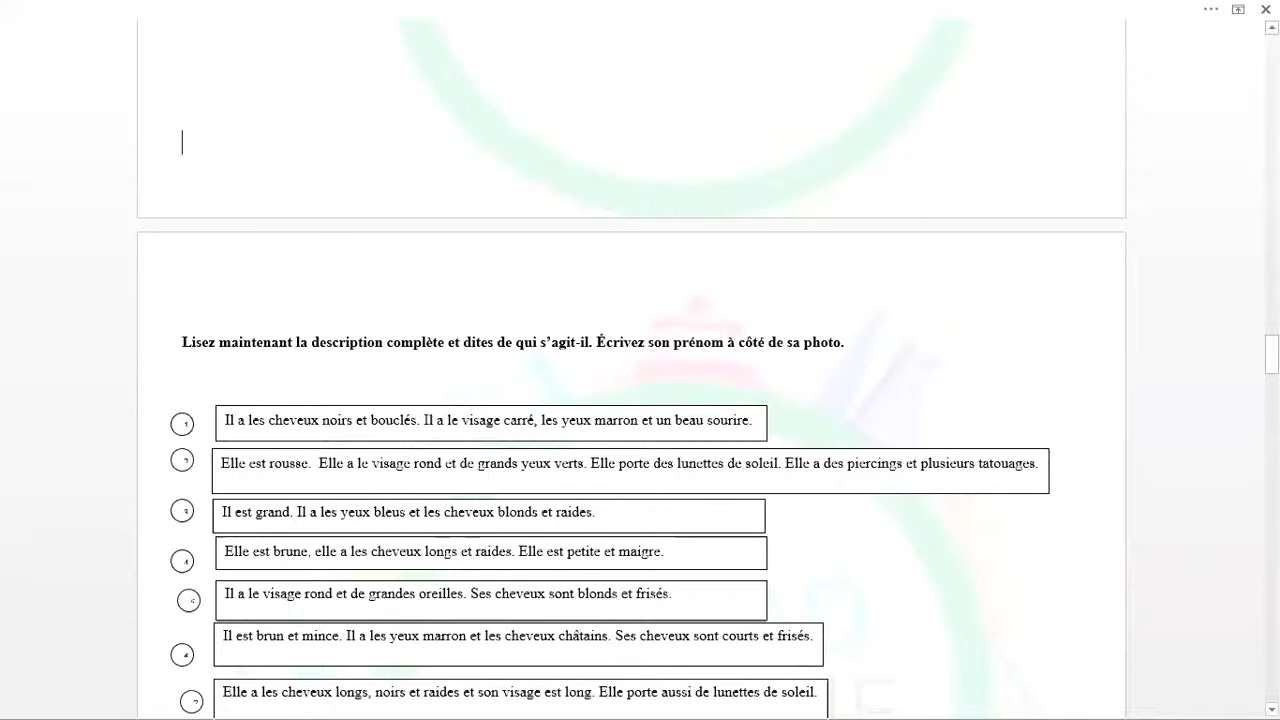 Lisez maintenant la description complète et dites de qui s’agit-il. Écrivez son prénom à côté de sa photo.
1 Il a les cheveux noirs et bouclés. Il a le visage carré, les yeux marron et un beau sourire.
Elle est rousse.  Elle a le visage rond et de grands yeux verts. Elle porte des lunettes de soleil. Elle a des piercings et plusieurs tatouages.
Il est grand. Il a les yeux bleus et les cheveux blonds et raides.
Elle est brune, elle a les cheveux longs et raides. Elle est petite et maigre.
Il a le visage rond et de grandes oreilles. Ses cheveux sont blonds et frisés.
Il est brun et mince. Il a les yeux marron et les cheveux châtains. Ses cheveux sont courts et frisés.
Elle a les cheveux longs, noirs et raides et son visage est long. Elle porte aussi de lunettes de soleil.